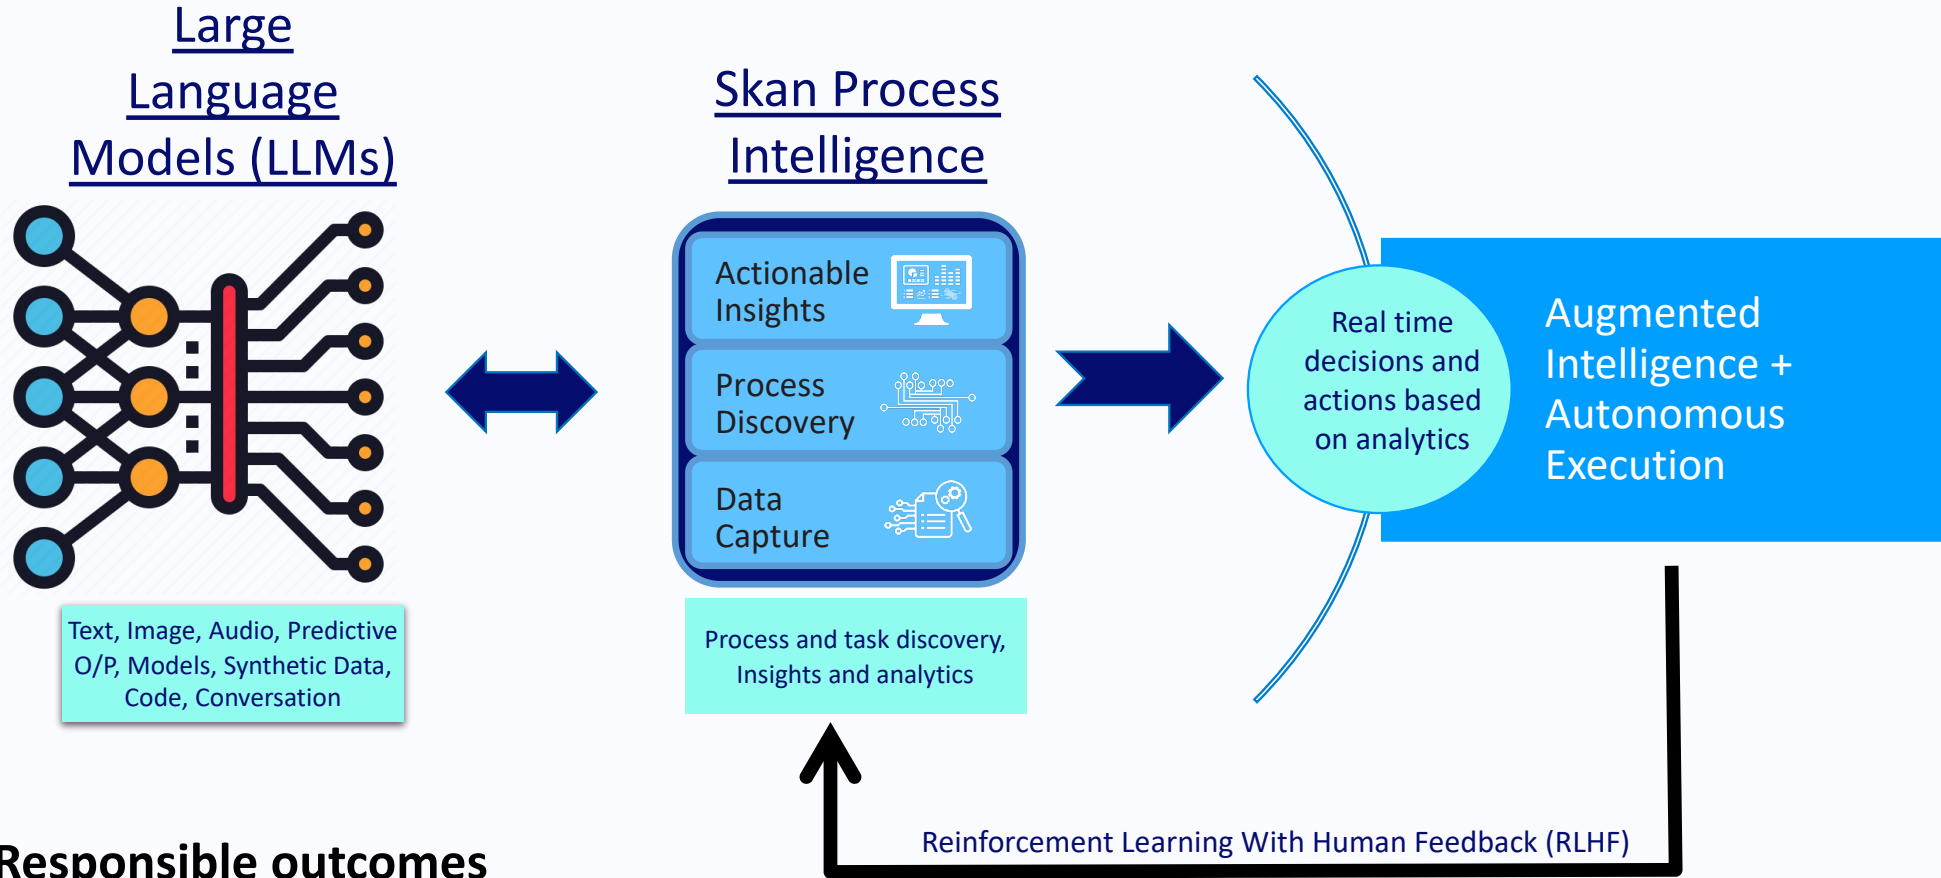 Large
Language
Models (LLMs)
Text, Image, Audio, Predictive
O/P, Models, Synthetic Data,
Code, Conversation
Skan Process
Intelligence
Actionable
Insights
Process
Discovery
Data
Capture
Process and task discovery,
Insights and analytics
Real time
decisions and
actions based
on analytics
Augmented
Intelligence +
Autonomous
Execution
Reinforcement Learning With Human Feedback (RLHF)
Responsible outcomes